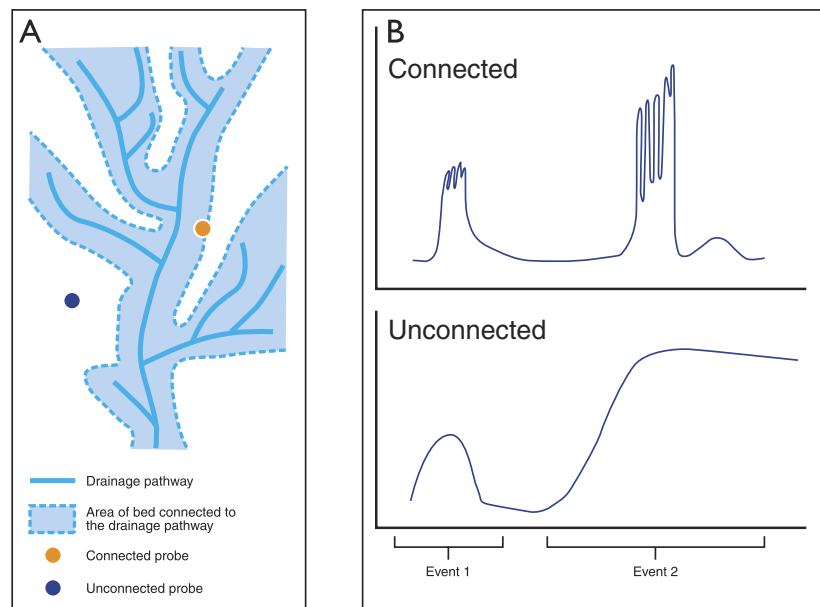 A
Drainage pathway
Area of bed connected to
the drainage pathway
Connected probe
Unconnected probe
B
Connected
Unconnected
Event 1
Event 2